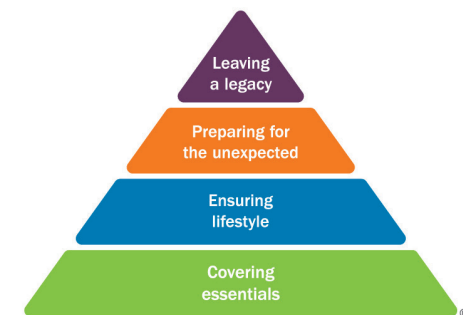 Leaving
a legacy
Preparing for
the unexpected
Ensuring
lifestyle
Covering
essentials